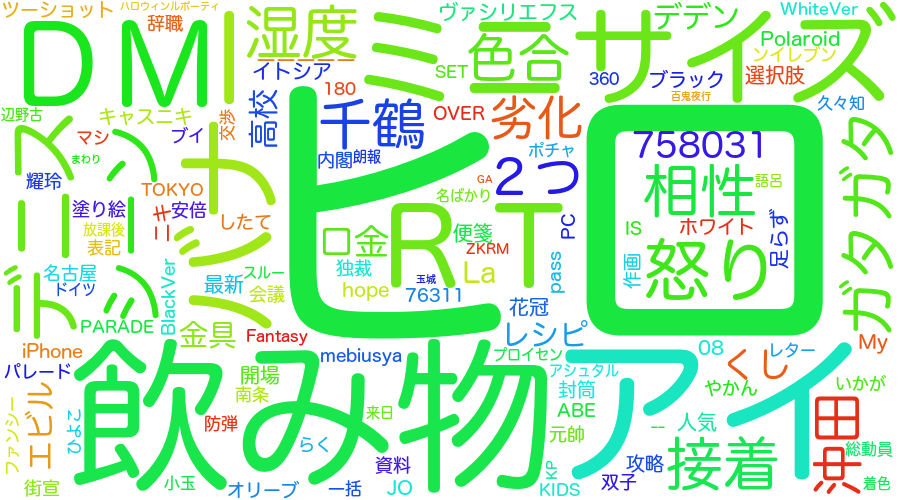 ツーショット
ハロウィンルポーティ
辞職
DM
湿度
ミニ
ヴァシリエフス
デデン
WhiteVer
Polaroid
ンイレブン
サイズ
色合
SET
360
ブラック
選択肢
百鬼夜行
久々知
イトシア
180
辺野古
キャスニキ
交渉
高校
千鶴
OVER
劣化
ポチャ
758031
マシ
ブイ
まわり
内閣
朗報
2つ
GA
名ばかり
相性
語呂
ガタガタ
耀玲
TOKYO
ニキ
安倍
塗り絵
放課後
表記
したて
バナー
ヒロ
RT
口金
便箋
ZKRM
PC
IS
ホワイト
足らず
怒り
作画
デニスン
名古屋
ドイツ
BlackVer
最新
スルー
会議
独裁
玉城
hope
La
76311
pass
花冠
レシピ
PARADE
金具
Fantasy
iPhone
パレード
mebiusya
プロイセン
08
レター
My
くし
アシュタル
飲み物
アイ
開場
南条
封筒
やかん
いかが
ファンシー
エビル
ひよこ
防弾
来日
ABE
元帥
--
人気
田
共
総動員
らく
資料
KP
攻略
接着
街宣
小玉
オリーブ
一括
JO
KIDS
双子
着色